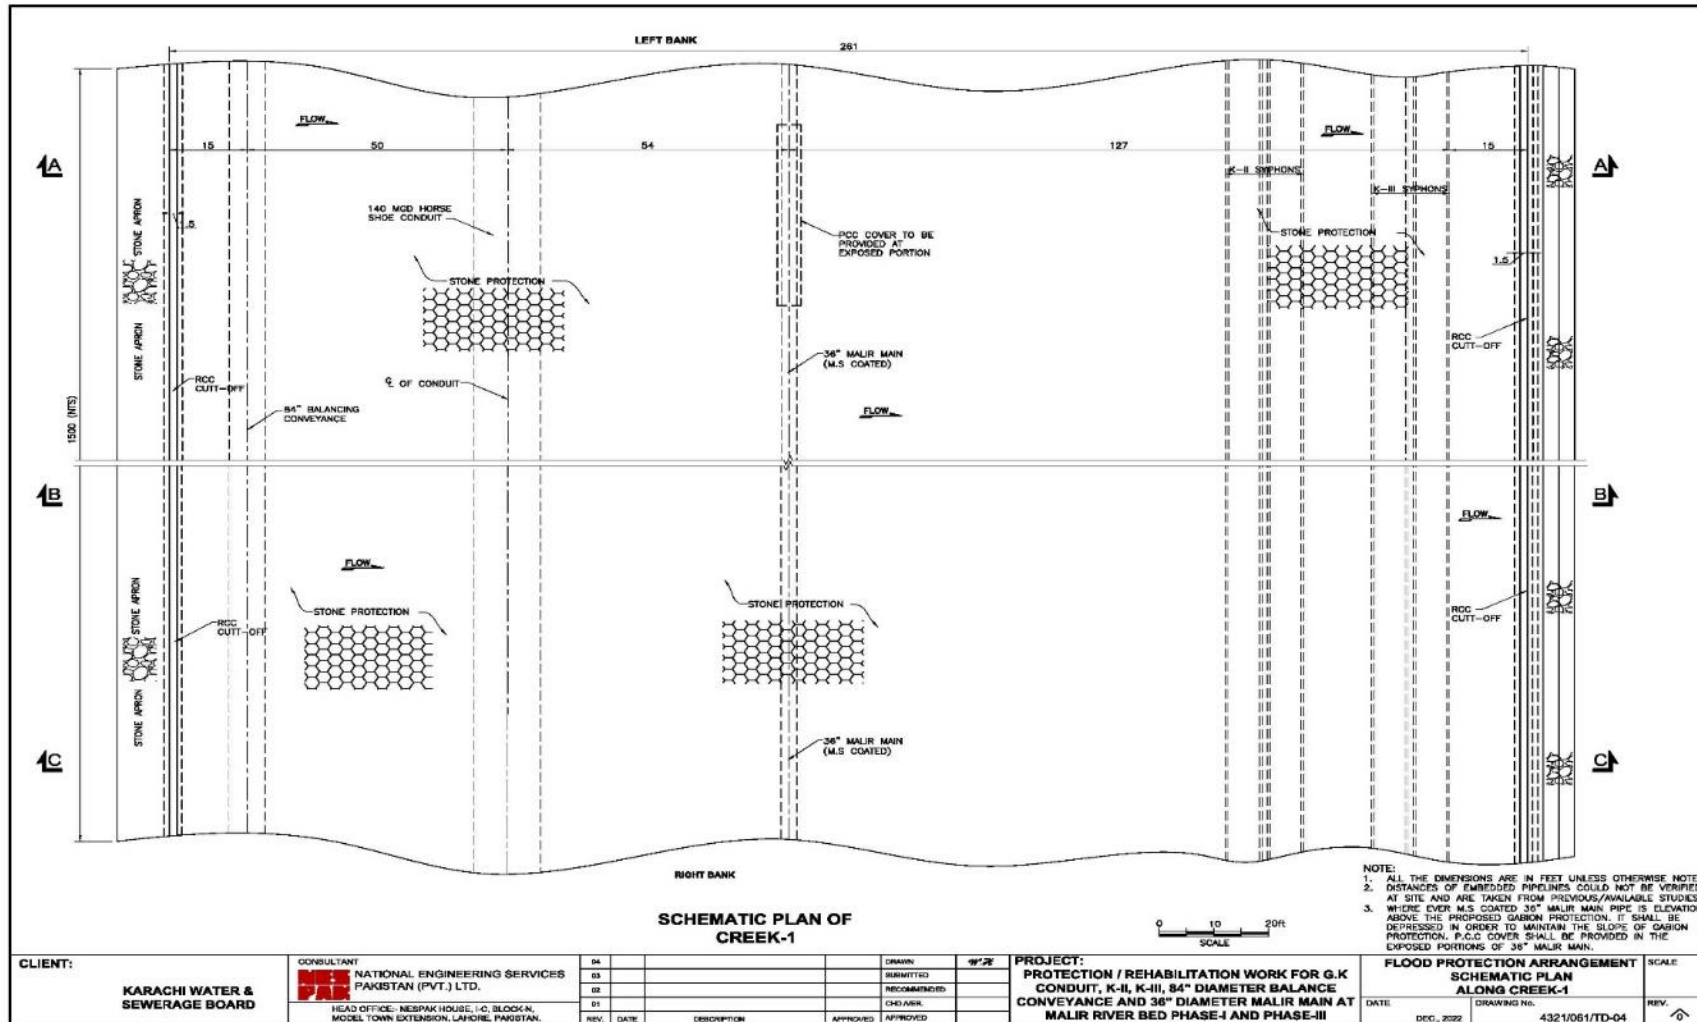 LEFT BANK
261
FLOW
FLOW
15
50
54
127
15
A
A
K-II SYPHONS
K-III SYPHONS
140 MGD HORSE
SHOE CONDUIT
1.5
STONE APRON
PCC COVER TO BE
PROVIDED AT
EXPOSED PORTION
STONE PROTECTION
STONE PROTECTION
1.5
STONE APRON
RCC
CUTT-OFF
36" MALIR MAIN
(M.S COATED)
RCC
CUTT-OFF
℄ OF CONDUIT
84" BALANCING
CONVEYANCE
FLOW
1500 (NTS)
B
B
FLOW
FLOW
STONE APRON
STONE PROTECTION
STONE PROTECTION
RCC
CUTT-OFF
RCC
CUTT-OFF
STONE APRON
36" MALIR MAIN
(M.S COATED)
C
C
RIGHT BANK
SCHEMATIC PLAN OF
CREEK-1
0 10 20ft
SCALE
NOTE:
1. ALL THE DIMENSIONS ARE IN FEET UNLESS OTHERWISE NOTE
2. DISTANCES OF EMBEDDED PIPELINES COULD NOT BE VERIFIE
AT SITE AND ARE TAKEN FROM PREVIOUS/AVAILABLE STUDIES
3. WHERE EVER M.S COATED 36" MALIR MAIN PIPE IS ELEVATIO
ABOVE THE PROPOSED GABION PROTECTION. IT SHALL BE
DEPRESSED IN ORDER TO MAINTAIN THE SLOPE OF GABION
PROTECTION. P.C.C COVER SHALL BE PROVIDED IN THE
EXPOSED PORTIONS OF 36" MALIR MAIN.
CLIENT:
KARACHI WATER &
SEWERAGE BOARD
CONSULTANT
NES
PAK
NATIONAL ENGINEERING SERVICES
PAKISTAN (PVT.) LTD.
HEAD OFFICE:- NESPAK HOUSE, 1-C, BLOCK-N,
MODEL TOWN EXTENSION, LAHORE, PAKISTAN.
04
03
02
01
REV. DATE DESCRIPTION APPROVED
DRAWN
SUBMITTED
RECOMMENDED
CHD./VER.
APPROVED
PROJECT:
PROTECTION / REHABILITATION WORK FOR G.K
CONDUIT, K-II, K-III, 84" DIAMETER BALANCE
CONVEYANCE AND 36" DIAMETER MALIR MAIN AT
MALIR RIVER BED PHASE-I AND PHASE-III
FLOOD PROTECTION ARRANGEMENT
SCHEMATIC PLAN
ALONG CREEK-1
SCALE
DATE
DEC., 2022
DRAWING No.
4321/061/TD-04
REV.
0